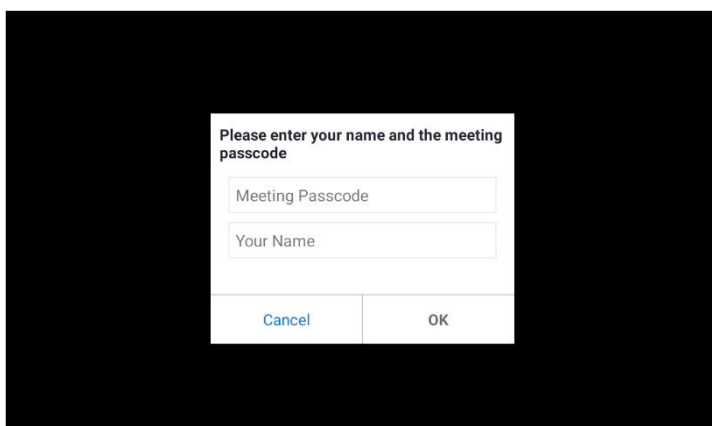 Please enter your name and the meeting
passcode
Meeting Passcode
Your Name
Cancel
OK